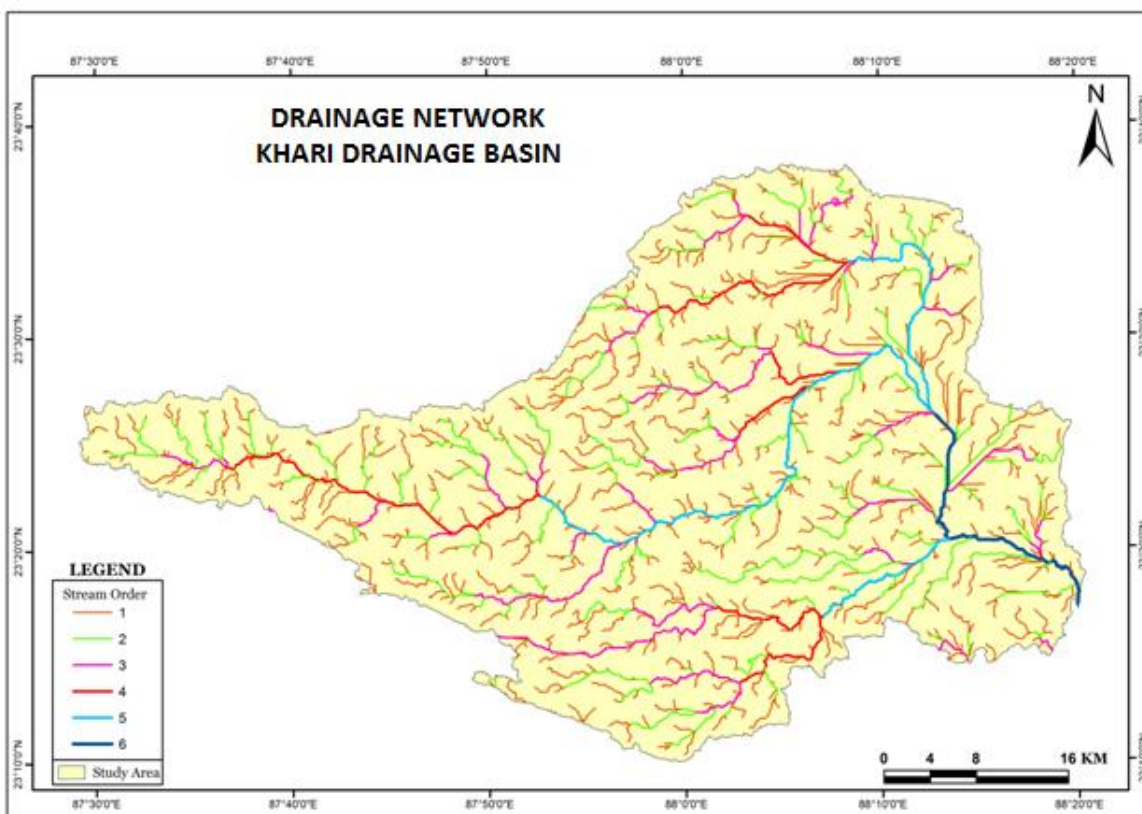 87°30'0"E 87°40'0"E 87°50'0"E 88°0'0"E 88°10'0"E 88°20'0"E
N
DRAINAGE NETWORK
KHARI DRAINAGE BASIN
23°40'0"N
23°30'0"N
23°20'0"N
23°10'0"N
LEGEND
Stream Order
1
2
3
4
5
6
Study Area
0 4 8 16 KM
87°30'0"E 87°40'0"E 87°50'0"E 88°0'0"E 88°10'0"E 88°20'0"E